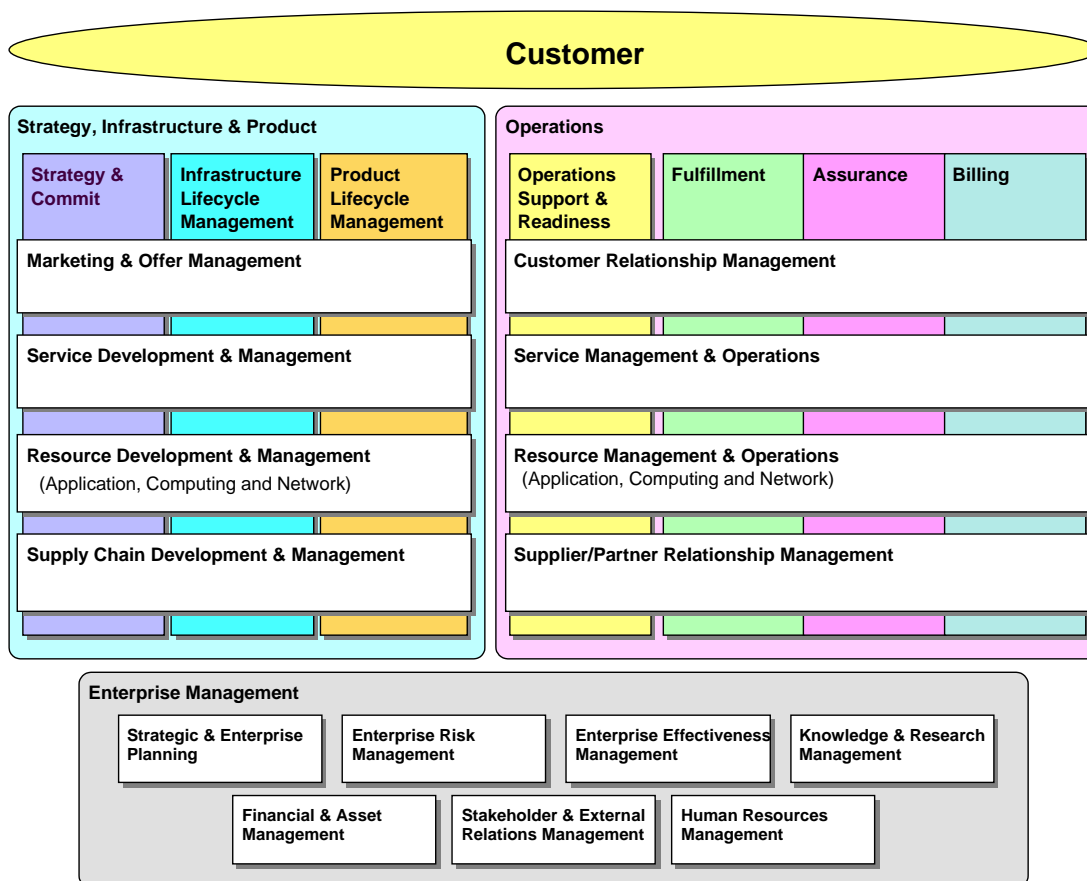 Customer
Strategy, Infrastructure & Product
Strategy &
Commit
Infrastructure
Lifecycle
Management
Product
Lifecycle
Management
Marketing & Offer Management
Service Development & Management
Resource Development & Management
(Application, Computing and Network)
Supply Chain Development & Management
Operations
Operations
Support &
Readiness
Fulfillment
Assurance
Billing
Customer Relationship Management
Service Management & Operations
Resource Management & Operations
(Application, Computing and Network)
Supplier/Partner Relationship Management
Enterprise Management
Strategic & Enterprise
Planning
Enterprise Risk
Management
Enterprise Effectiveness
Management
Knowledge & Research
Management
Financial & Asset
Management
Stakeholder & External
Relations Management
Human Resources
Management